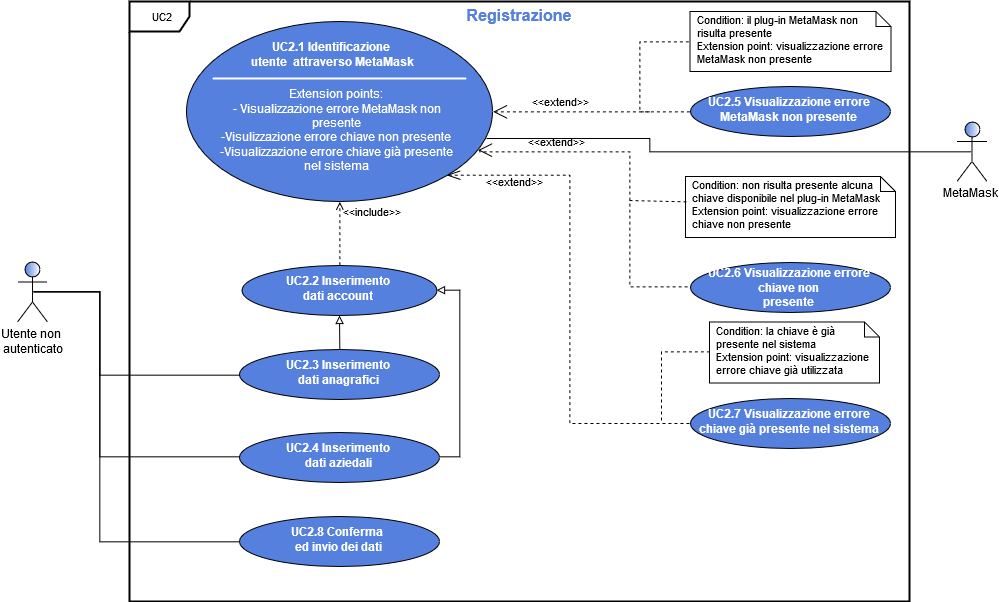 UC2
Registrazione
UC2.1 Identificazione
utente attraverso MetaMask
Extension points:
- Visualizzazione errore MetaMask non
presente
-Visulizzazione errore chiave non presente
-Visualizzazione errore chiave già presente
nel sistema
Condition: il plug-in MetaMask non
risulta presente
Extension point: visualizzazione errore
MetaMask non presente
<<extend>>
UC2.5 Visualizzazione errore
MetaMask non presente
<<extend>>
MetaMask
<<extend>>
Condition: non risulta presente alcuna
chiave disponibile nel plug-in MetaMask
Extension point: visualizzazione errore
chiave non presente
<<include>>
UC2.6 Visualizzazione errore
chiave non
presente
UC2.2 Inserimento
dati account
Utente non
autenticato
Condition: la chiave è già
presente nel sistema
Extension point: visualizzazione
errore chiave già utilizzata
UC2.3 Inserimento
dati anagrafici
UC2.7 Visualizzazione errore
chiave già presente nel sistema
UC2.4 Inserimento
dati aziedali
UC2.8 Conferma
ed invio dei dati